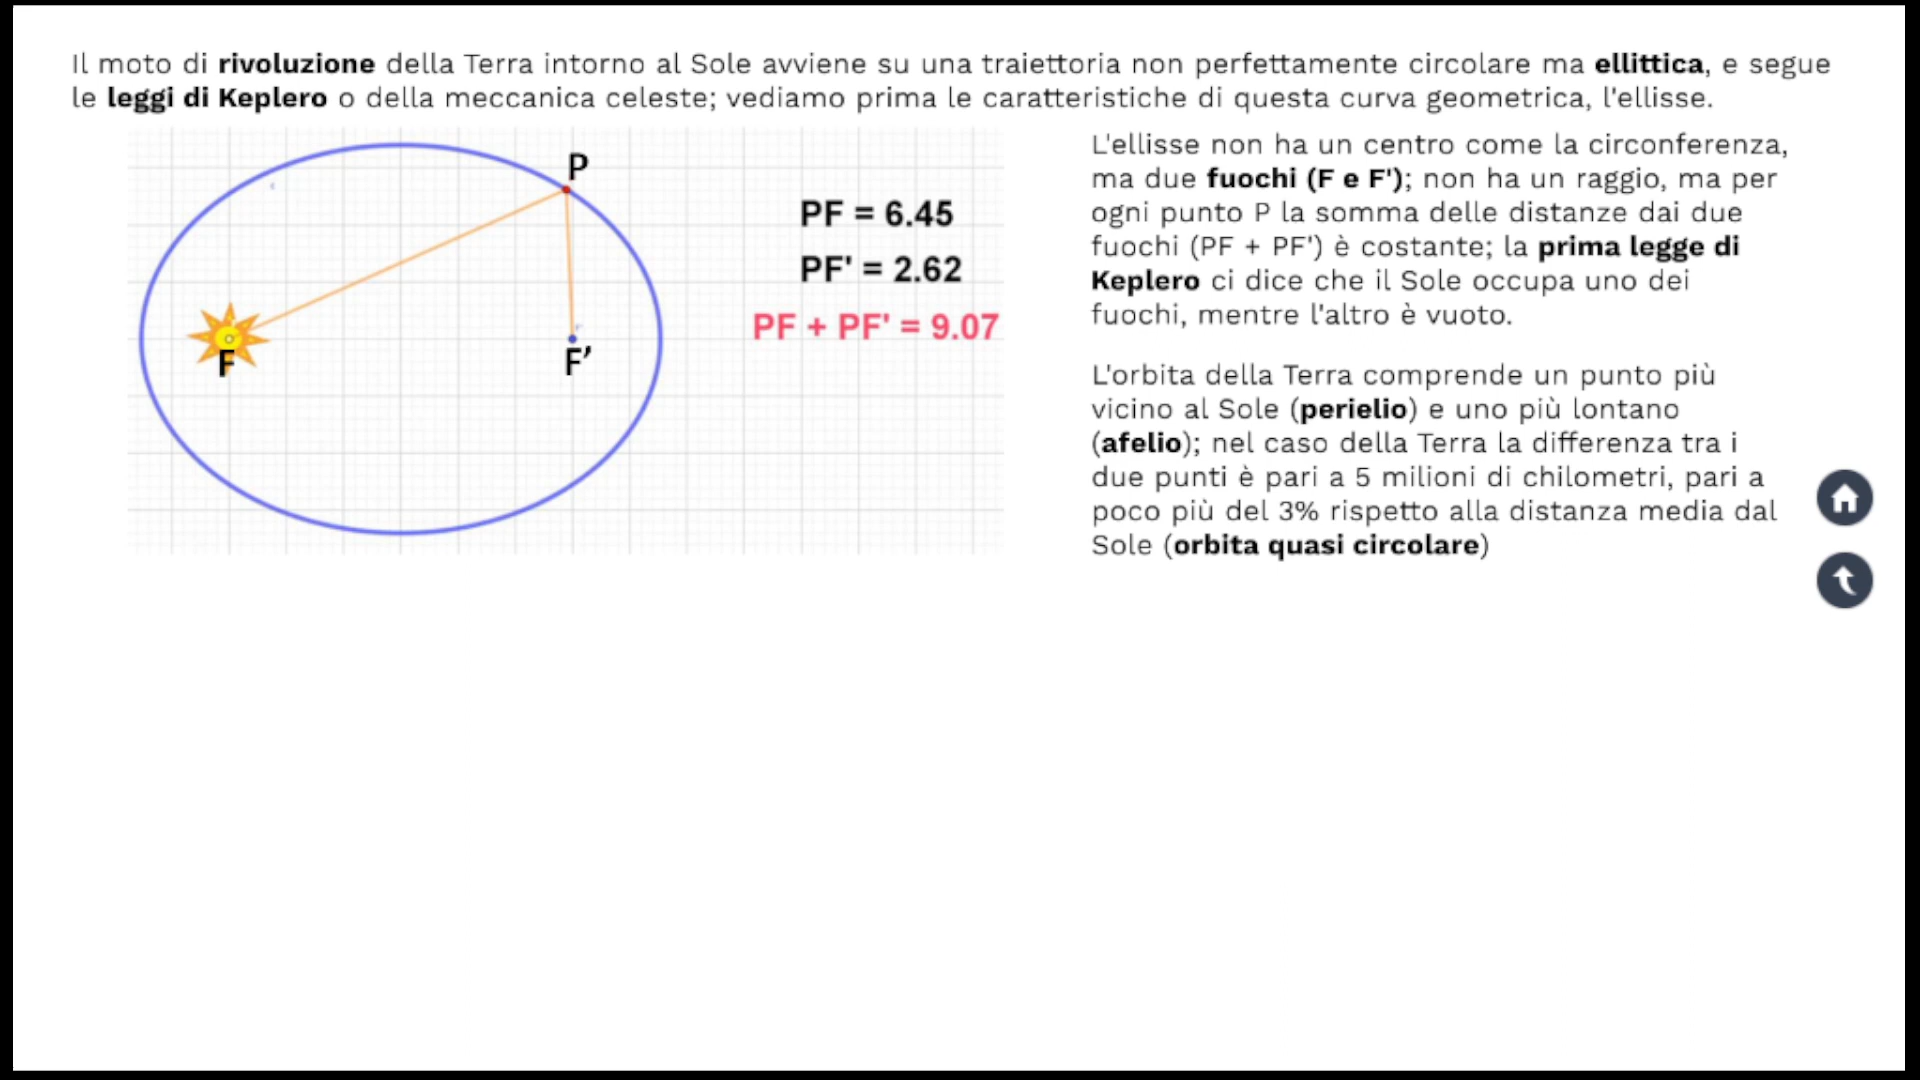 Il moto di rivoluzione della Terra intorno al Sole avviene su una traiettoria non perfettamente circolare ma ellittica, e segue
le leggi di Keplero o della meccanica celeste; vediamo prima le caratteristiche di questa curva geometrica, l'ellisse.
P
PF = 6.45
PF' = 2.62
PF + PF' = 9.07
F
F'
L'ellisse non ha un centro come la circonferenza,
ma due fuochi (F e F'); non ha un raggio, ma per
ogni punto P la somma delle distanze dai due
fuochi (PF + PF') è costante; la prima legge di
Keplero ci dice che il Sole occupa uno dei
fuochi, mentre l'altro è vuoto.
L'orbita della Terra comprende un punto più
vicino al Sole (perielio) e uno più lontano
(afelio); nel caso della Terra la differenza tra i
due punti è pari a 5 milioni di chilometri, pari a
poco più del 3% rispetto alla distanza media dal
Sole (orbita quasi circolare)